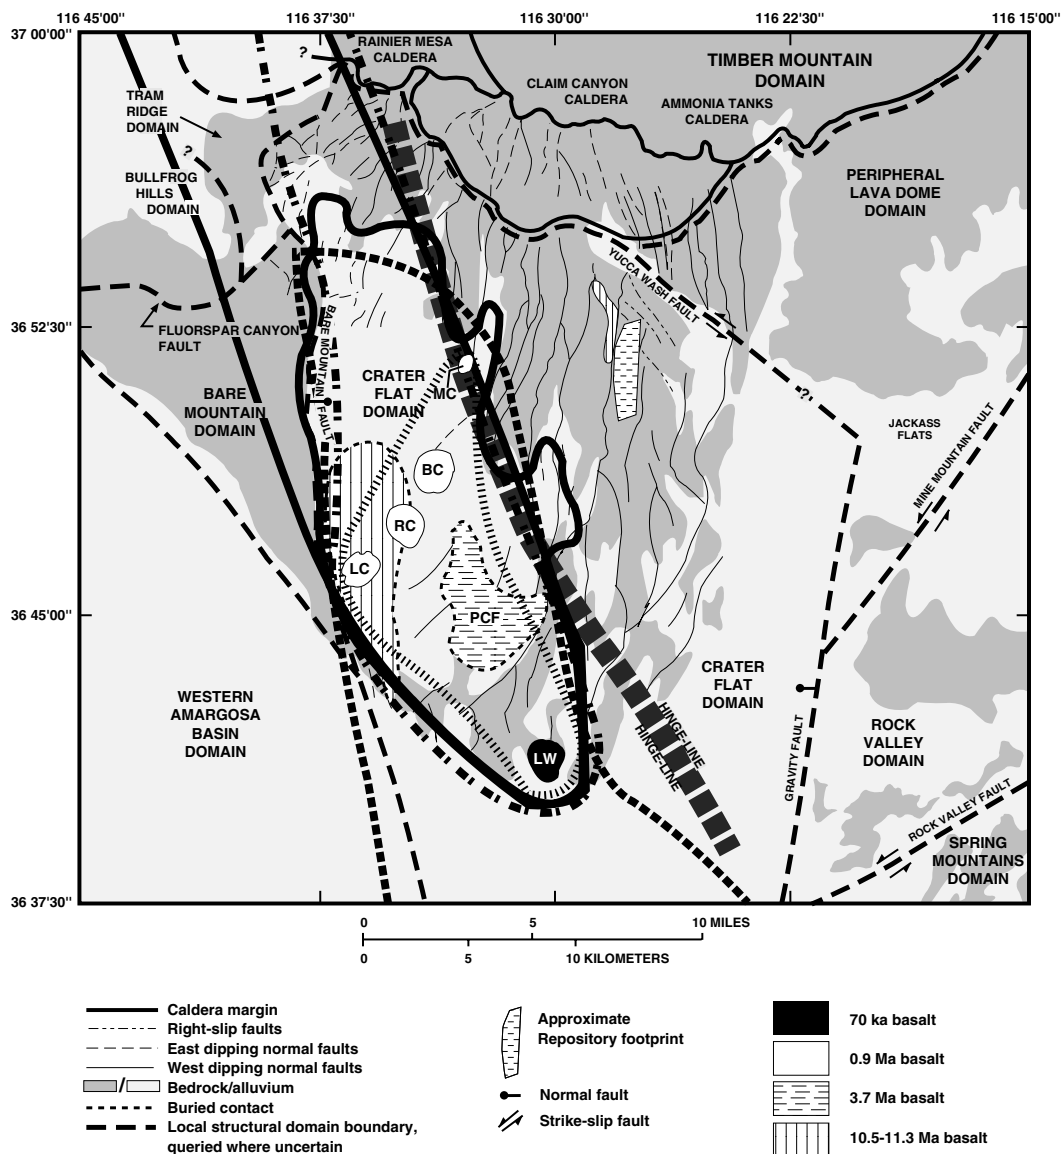 116 45'00"
116 37'30"
116 30'00"
116 22'30"
116 15'00"
37 00'00"
36 52'30"
36 45'00"
36 37'30"
?
RAINIER MESA
CALDERA
TIMBER MOUNTAIN
DOMAIN
CLAIM CANYON
CALDERA
AMMONIA TANKS
CALDERA
TRAM
RIDGE
DOMAIN
?
BULLFROG
HILLS
DOMAIN
PERIPHERAL
LAVA DOME
DOMAIN
YUCCA WASH FAULT
FLUORSPAR CANYON
FAULT
BARE MOUNTAIN
FAULT
BARE
MOUNTAIN
DOMAIN
CRATER
FLAT
DOMAIN
MC
?
JACKASS
FLATS
MINE MOUNTAIN FAULT
BC
RC
LC
PCF
WESTERN
AMARGOSA
BASIN
DOMAIN
CRATER
FLAT
DOMAIN
HINGE-LINE
HINGE-LINE
LW
GRAVITY FAULT
ROCK
VALLEY
DOMAIN
ROCK VALLEY FAULT
SPRING
MOUNTAINS
DOMAIN
0 5 10 MILES
0 5 10 KILOMETERS
Caldera margin
Right-slip faults
East dipping normal faults
West dipping normal faults
/ Bedrock/alluvium
Buried contact
Local structural domain boundary,
queried where uncertain
Approximate
Repository footprint
Normal fault
Strike-slip fault
70 ka basalt
0.9 Ma basalt
3.7 Ma basalt
10.5-11.3 Ma basalt